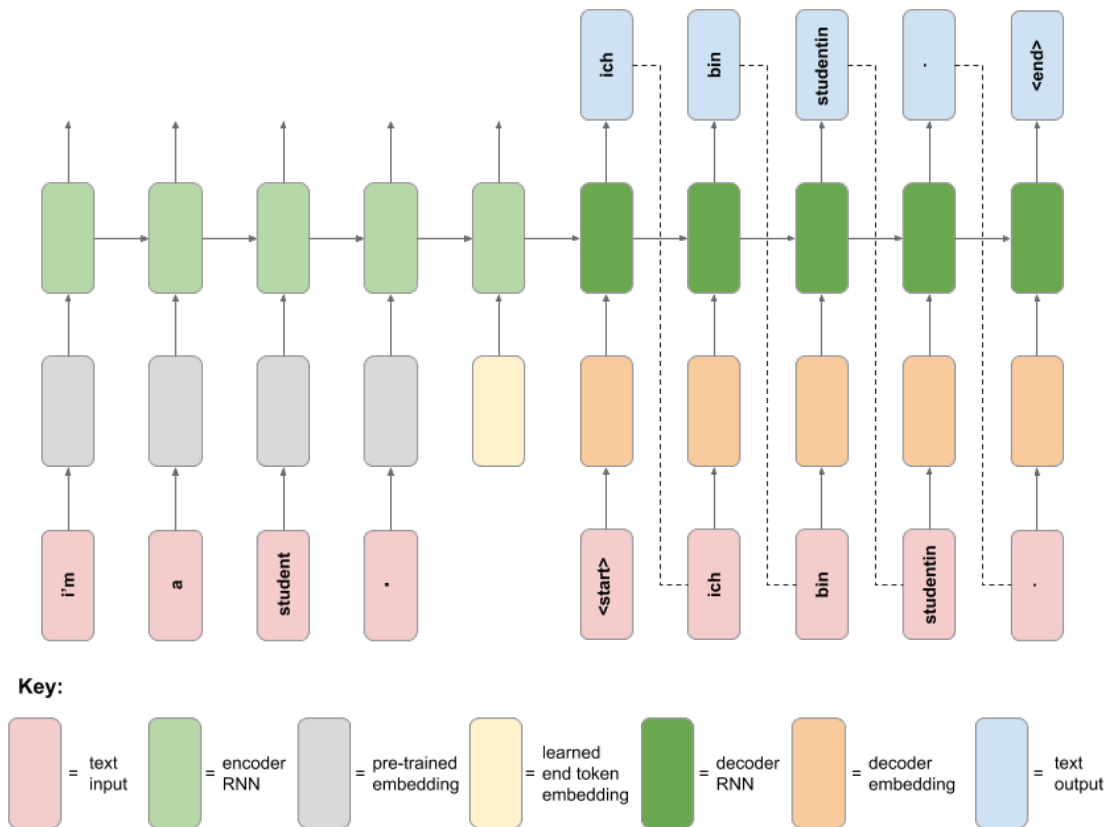 ich
bin
studentin
.
<end>
i'm
a
student
.
<start>
ich
bin
studentin
.
Key:
= text
input
= encoder
RNN
= pre-trained
embedding
= learned
end token
embedding
= decoder
RNN
= decoder
embedding
= text
output